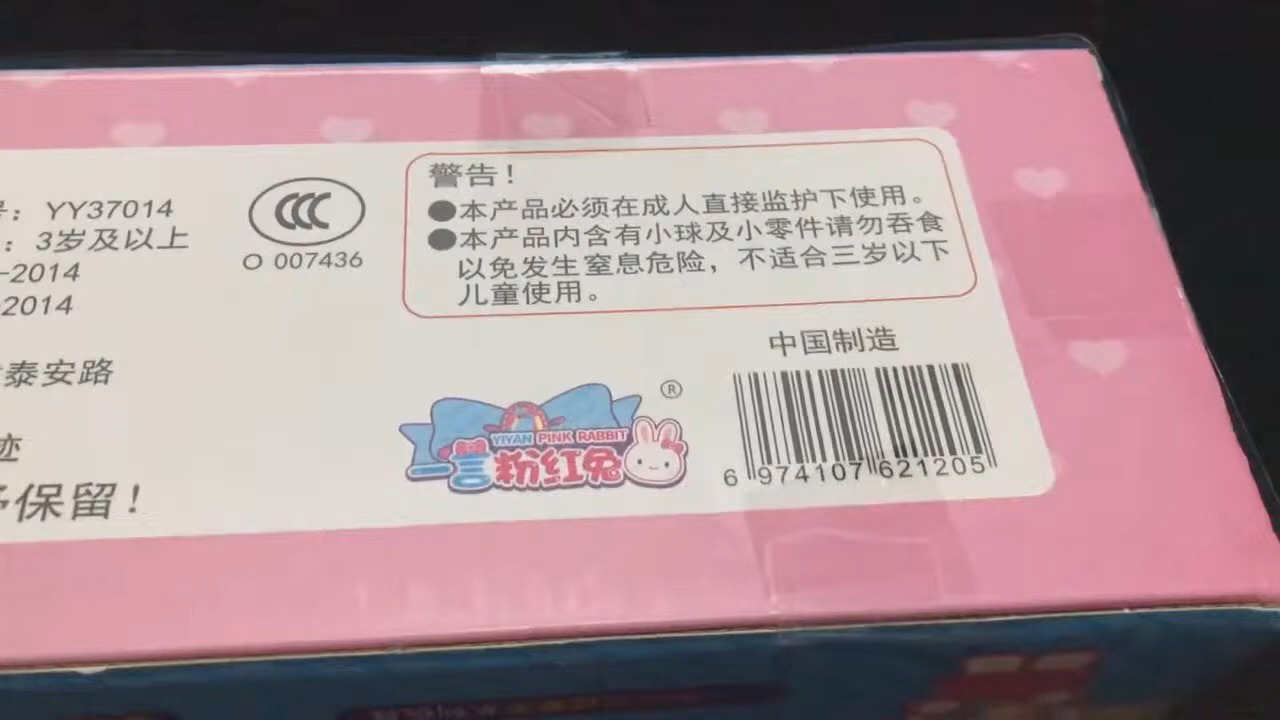 号：YY37014
：3岁及以上
-2014
-2014
泰安路
迹
予保留！
CCC
O 007436
警告！
●本产品必须在成人直接监护下使用。
●本产品内含有小球及小零件请勿吞食
以免发生窒息危险，不适合三岁以下
儿童使用。
中国制造
®
YIYAN PINK RABBIT
一言粉红兔
6 974107 621205